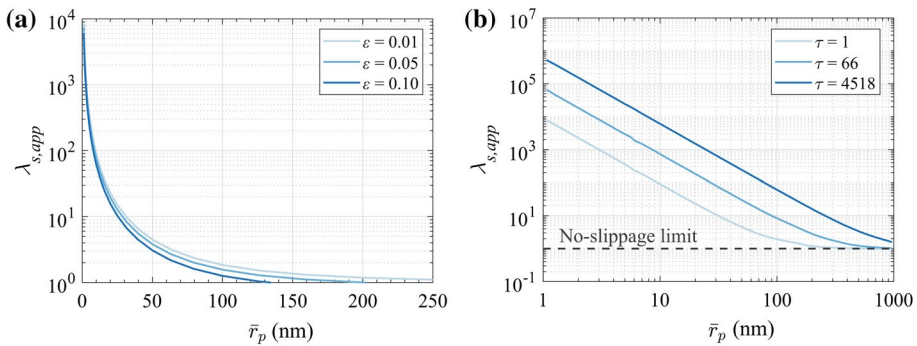 (a)
λs,app
10^4
10^3
10^2
10^1
10^0
0 50 100 150 200 250
r̄p (nm)
ε = 0.01
ε = 0.05
ε = 0.10
(b)
λs,app
10^7
10^5
10^3
10^1
10^-1
1 10 100 1000
r̄p (nm)
τ = 1
τ = 66
τ = 4518
No-slippage limit